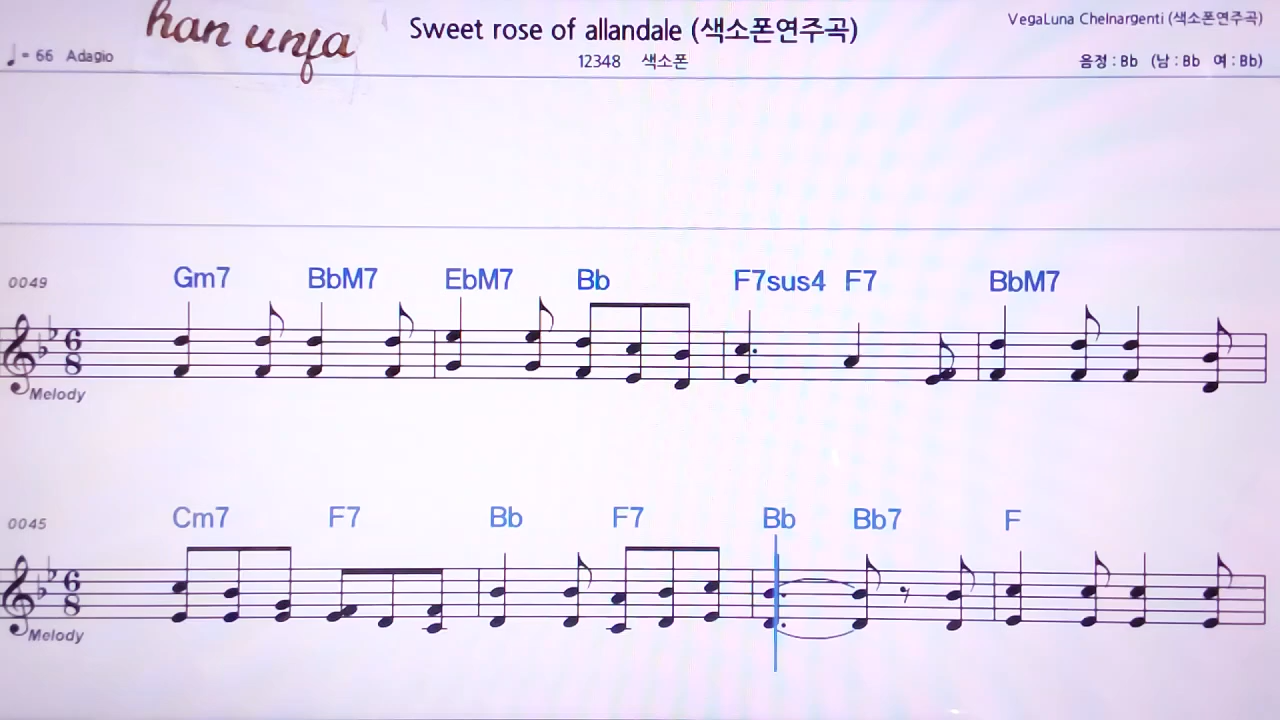 han unfa
Sweet rose of allandale (색소폰연주곡)
VegaLuna Chelnargenti (색소폰연주곡)
♩ = 66 Adagio
12348 색소폰
음정 : Bb (남 : Bb 여 : Bb)
0049
Gm7 BbM7 EbM7 Bb F7sus4 F7 BbM7
6
8
Melody
0045
Cm7 F7 Bb F7 Bb Bb7 F
6
8
Melody